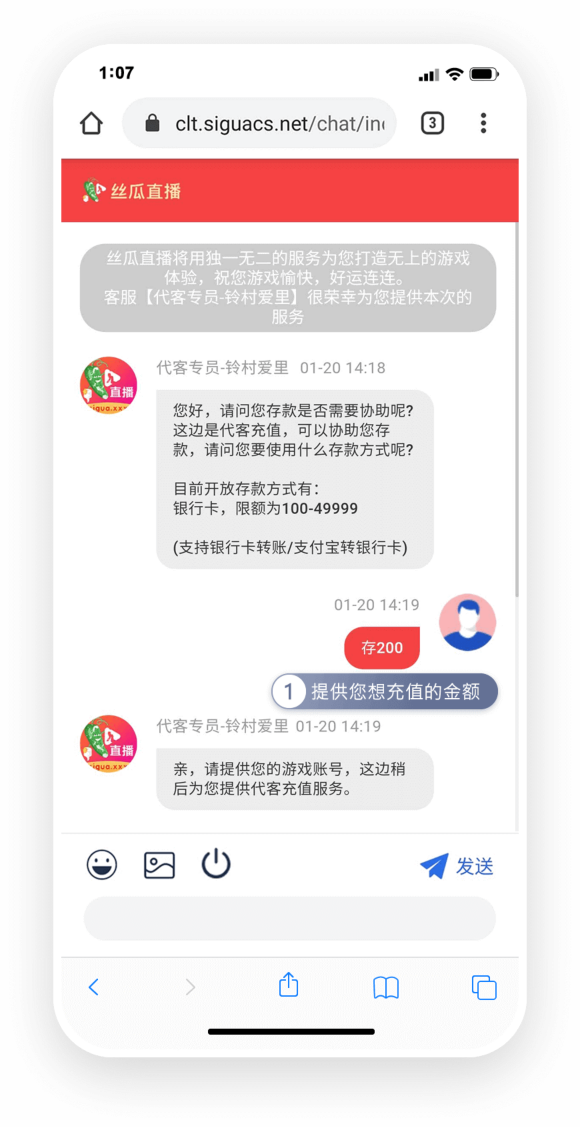 1:07
clt.siguacs.net/chat/in
3
丝瓜直播
丝瓜直播将用独一无二的服务为您打造无上的游戏
体验，祝您游戏愉快，好运连连。
客服【代客专员-铃村爱里】很荣幸为您提供本次的
服务
代客专员-铃村爱里 01-20 14:18
直播
您好，请问您存款是否需要协助呢?
这边是代客充值，可以协助您存
款，请问您要使用什么存款方式呢?
目前开放存款方式有：
银行卡，限额为100-49999
(支持银行卡转账/支付宝转银行卡)
01-20 14:19
存200
1 提供您想充值的金额
代客专员-铃村爱里 01-20 14:19
直播
亲，请提供您的游戏账号，这边稍
后为您提供代客充值服务。
发送